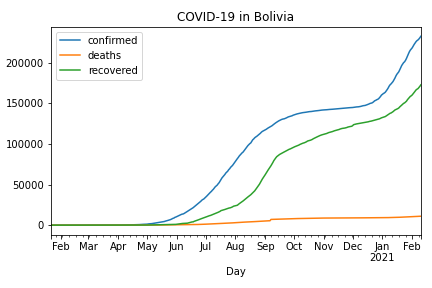 COVID-19 in Bolivia
confirmed
deaths
recovered
200000
150000
100000
50000
0
Feb Mar Apr May Jun Jul Aug Sep Oct Nov Dec Jan Feb
2021
Day